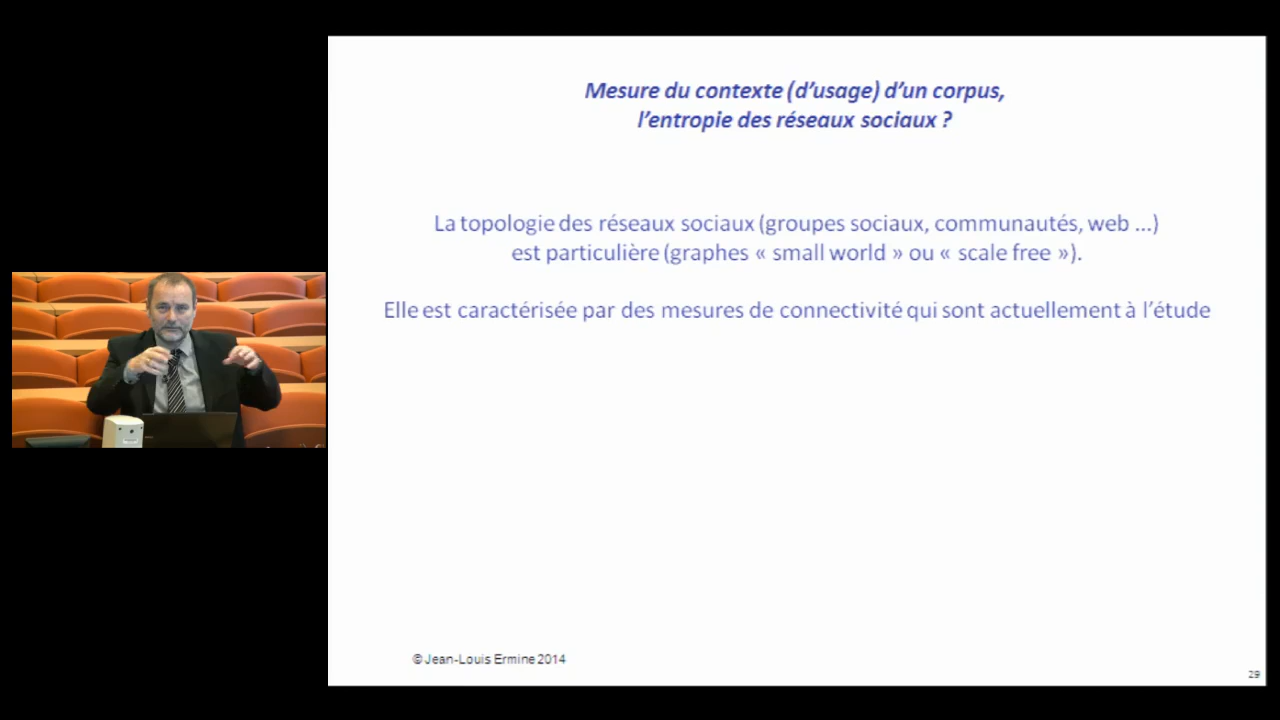 Mesure du contexte (d’usage) d’un corpus,
l’entropie des réseaux sociaux ?
La topologie des réseaux sociaux (groupes sociaux, communautés, web ...)
est particulière (graphes « small world » ou « scale free »).
Elle est caractérisée par des mesures de connectivité qui sont actuellement à l’étude
© Jean-Louis Ermine 2014
29